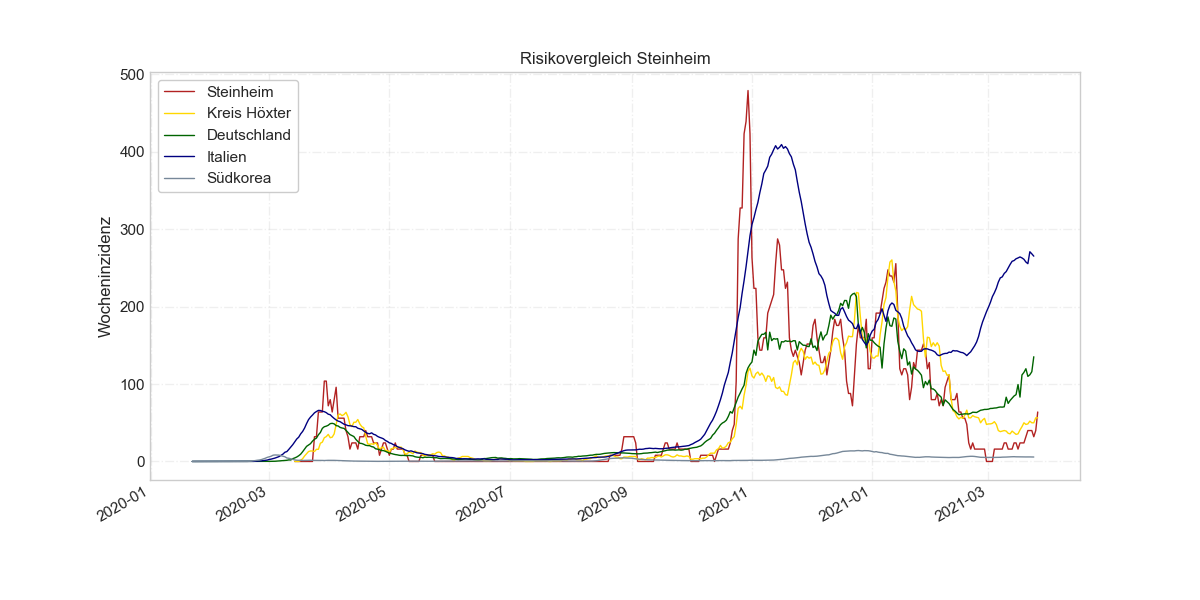 Risikovergleich Steinheim
Wocheninzidenz
500
400
300
200
100
0
Steinheim
Kreis Höxter
Deutschland
Italien
Südkorea
2020-01
2020-03
2020-05
2020-07
2020-09
2020-11
2021-01
2021-03